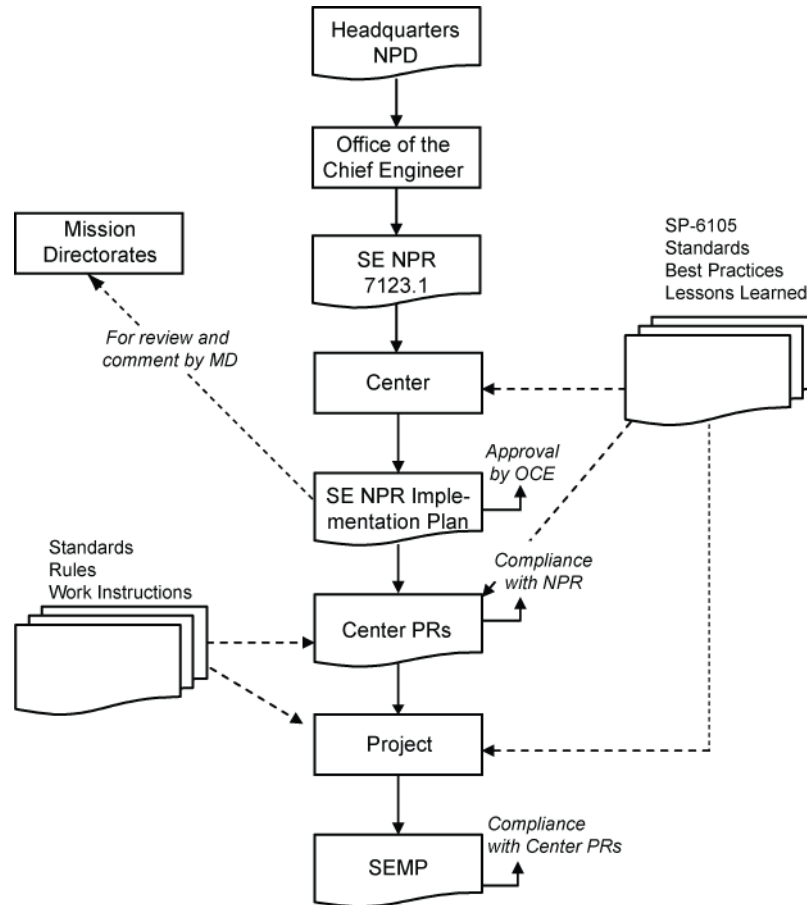 Headquarters
NPD
Office of the
Chief Engineer
Mission
Directorates
SE NPR
7123.1
SP-6105
Standards
Best Practices
Lessons Learned
For review and
comment by MD
Center
Approval
by OCE
SE NPR Imple-
mentation Plan
Standards
Rules
Work Instructions
Compliance
with NPR
Center PRs
Project
Compliance
with Center PRs
SEMP